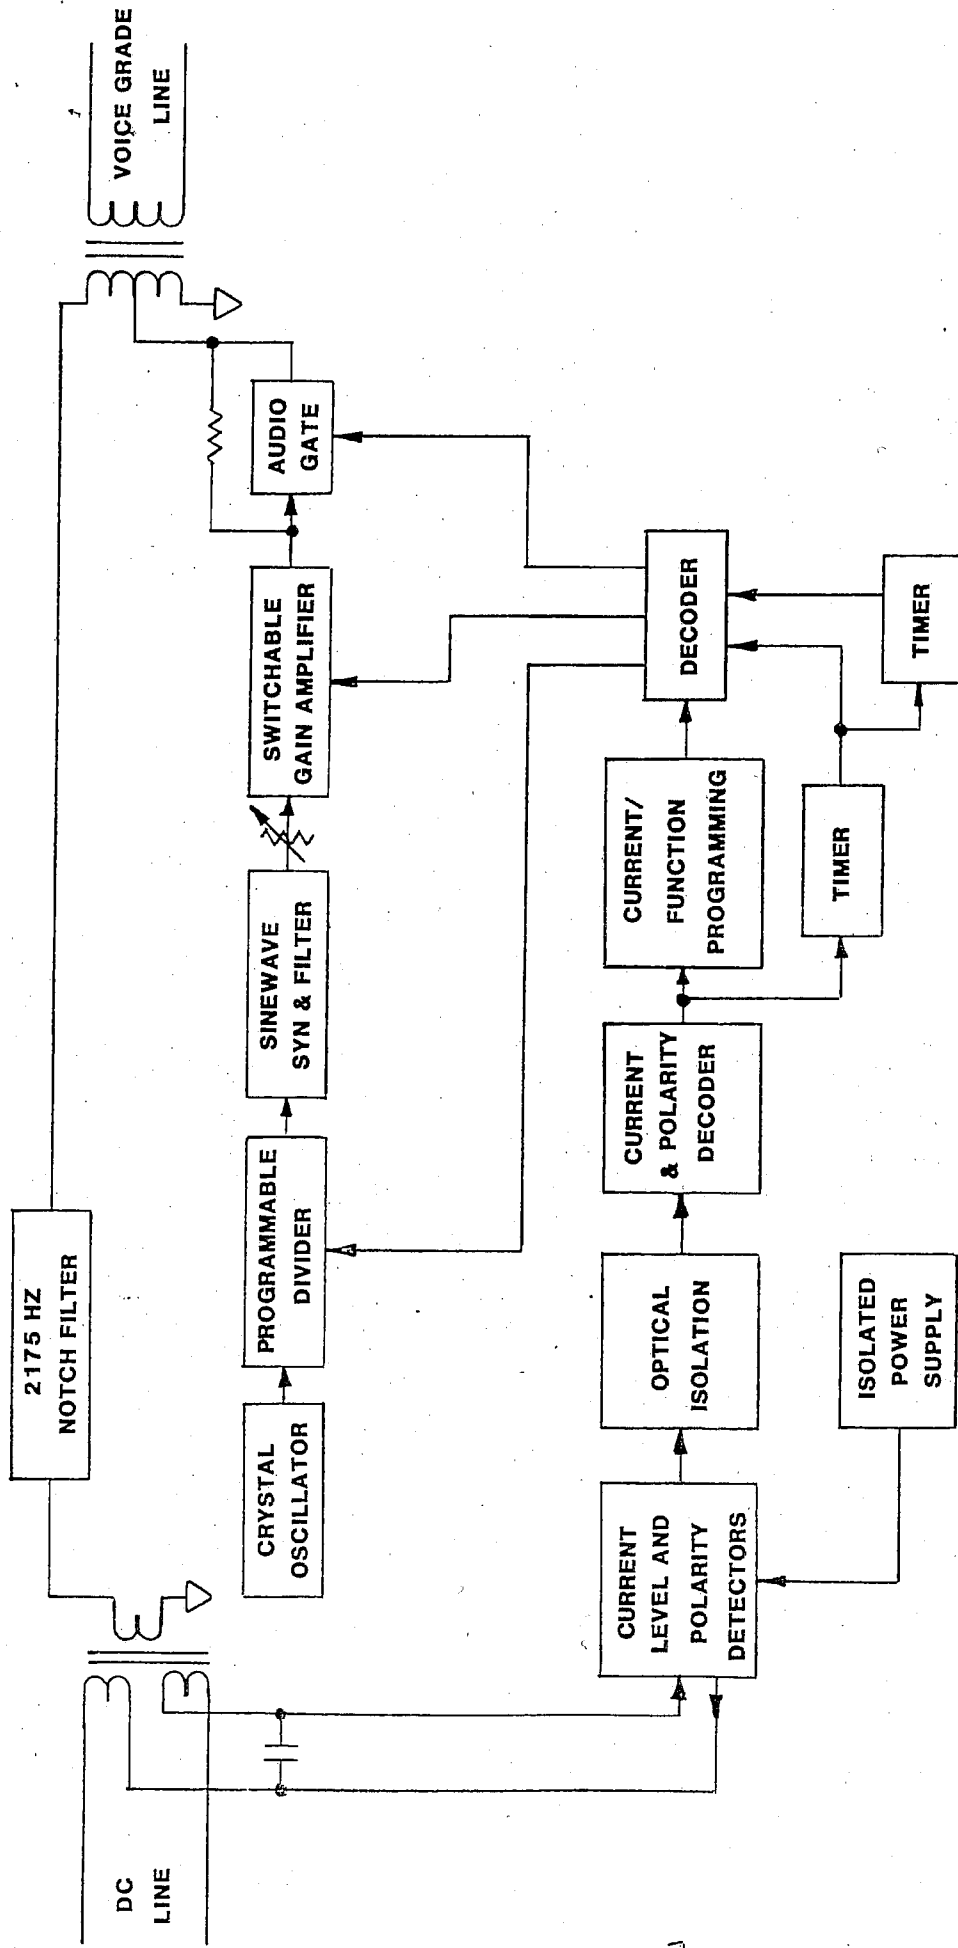 DC
LINE
2175 HZ
NOTCH FILTER
VOICE GRADE
LINE
CRYSTAL
OSCILLATOR
PROGRAMMABLE
DIVIDER
SINEWAVE
SYN & FILTER
SWITCHABLE
GAIN AMPLIFIER
AUDIO
GATE
CURRENT
LEVEL AND
POLARITY
DETECTORS
OPTICAL
ISOLATION
CURRENT
& POLARITY
DECODER
CURRENT/
FUNCTION
PROGRAMMING
DECODER
ISOLATED
POWER
SUPPLY
TIMER
TIMER